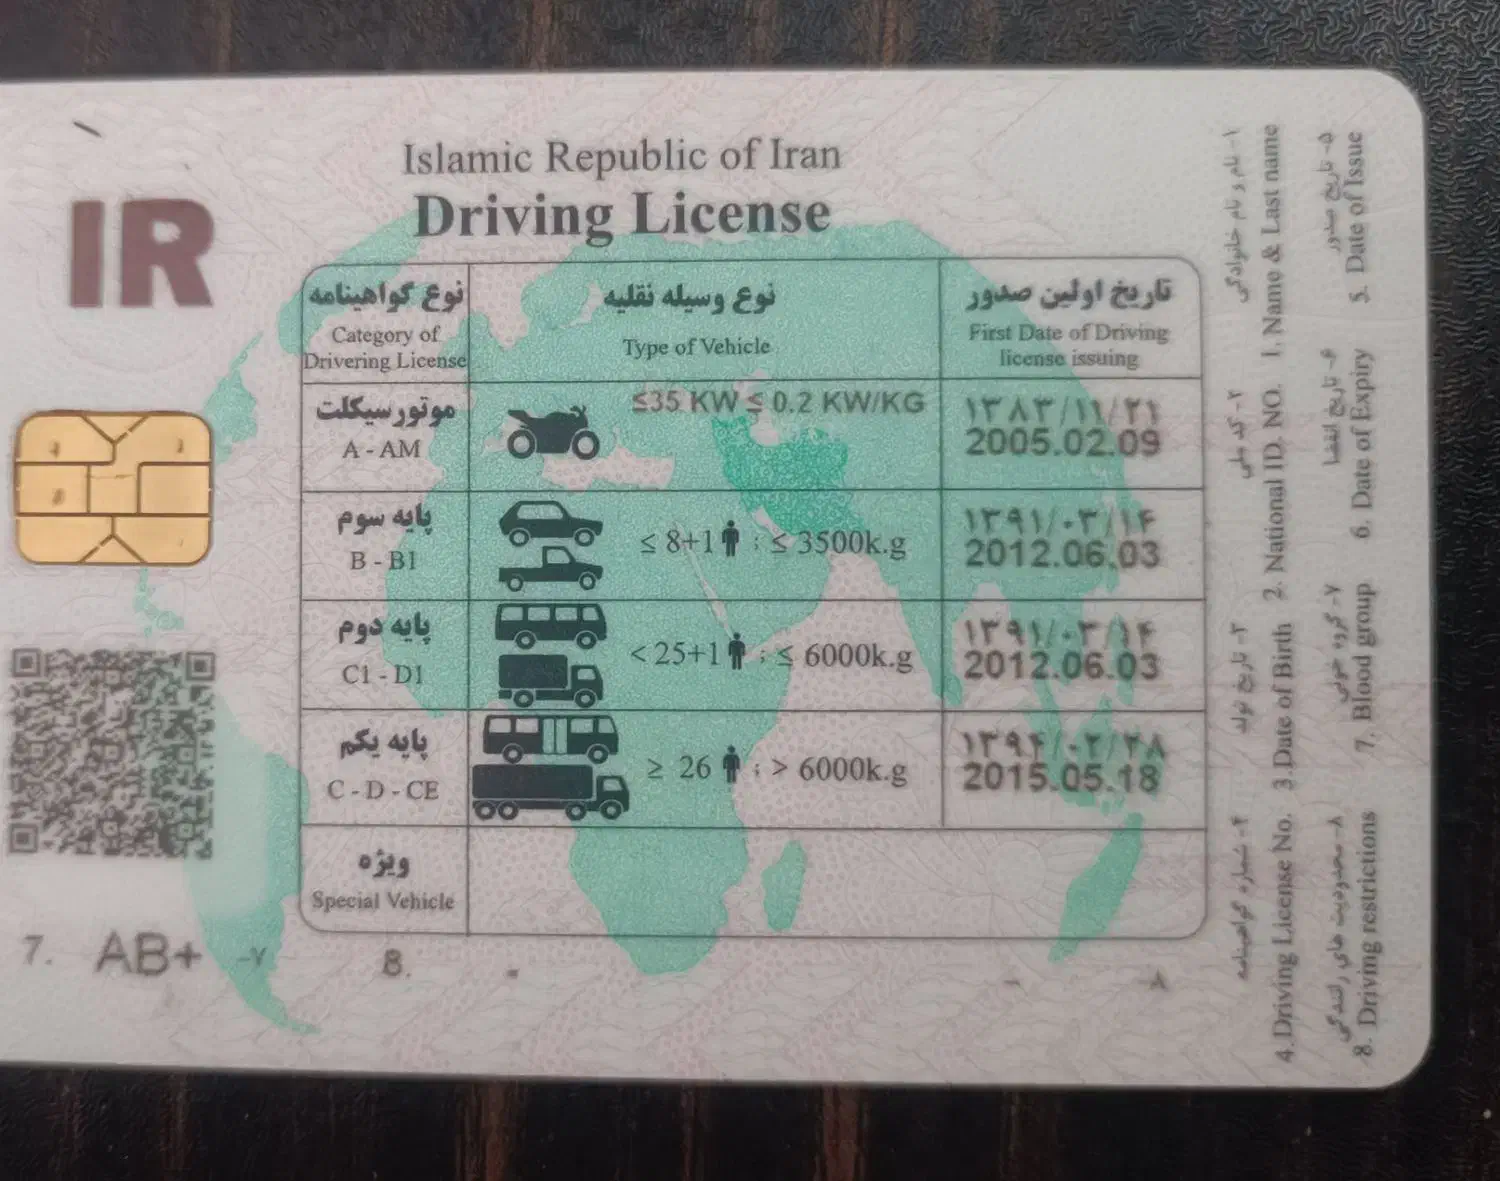 Islamic Republic of Iran
Driving License
IR
نوع گواهینامه
Category of
Drivering License
نوع وسیله نقلیه
Type of Vehicle
تاریخ اولین صدور
First Date of Driving
license issuing
موتورسیکلت
A - AM
≤35 KW ≤ 0.2 KW/KG
۱۳۸۳/۱۱/۲۱
2005.02.09
پایه سوم
B - B1
≤ 8+1 ; ≤ 3500k.g
۱۳۹۱/۰۳/۱۴
2012.06.03
پایه دوم
C1 - D1
< 25+1 ; ≤ 6000k.g
۱۳۹۱/۰۳/۱۴
2012.06.03
پایه یکم
C - D - CE
≥ 26 ; > 6000k.g
۱۳۹۴/۰۲/۲۸
2015.05.18
ویژه
Special Vehicle
7. AB+ -۷
8. - - -۸
۱- نام و نام خانوادگی
1. Name & Last name
۲- کد ملی
2. National ID. NO.
۳- تاریخ تولد
3.Date of Birth
۴- شماره گواهینامه
4. Driving License No.
۵- تاریخ صدور
5. Date of Issue
۶- تاریخ انقضا
6. Date of Expiry
۷- گروه خونی
7. Blood group
۸- محدودیت های رانندگی
8. Driving restrictions